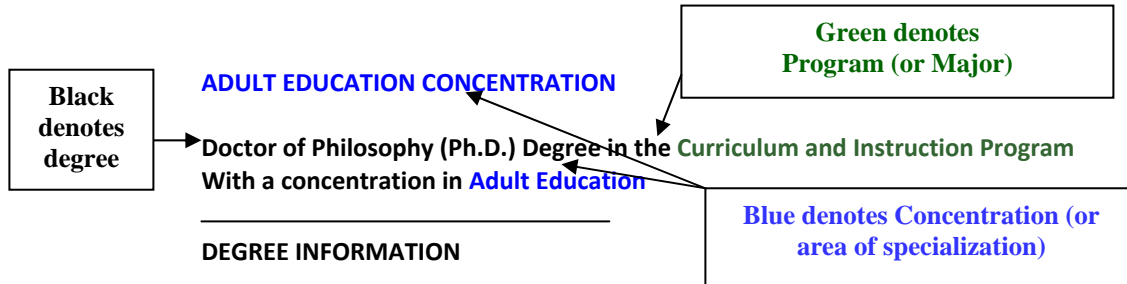 Green denotes
Program (or Major)
ADULT EDUCATION CONCENTRATION
Black
denotes
degree
Doctor of Philosophy (Ph.D.) Degree in the Curriculum and Instruction Program
With a concentration in Adult Education
Blue denotes Concentration (or
area of specialization)
DEGREE INFORMATION